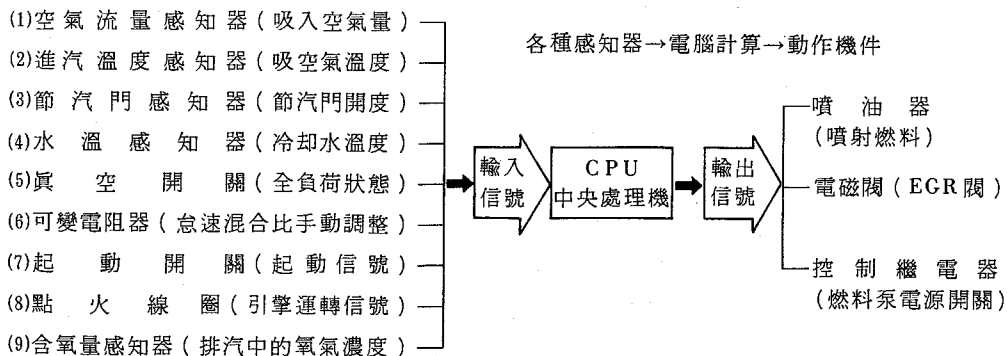 (1)空氣流量感知器(吸入空氣量)
(2)進汽溫度感知器(吸空氣溫度)
(3)節汽門感知器(節汽門開度)
(4)水溫感知器(冷却水溫度)
(5)眞空開關(全負荷狀態)
(6)可變電阻器(怠速混合比手動調整)
(7)起動開關(起動信號)
(8)點火線圈(引擎運轉信號)
(9)含氧量感知器(排汽中的氧氣濃度)
各種感知器→電腦計算→動作機件
輸入
信號
CPU
中央處理機
輸出
信號
噴油器
(噴射燃料)
電磁閥(EGR閥)
控制繼電器
(燃料泵電源開關)